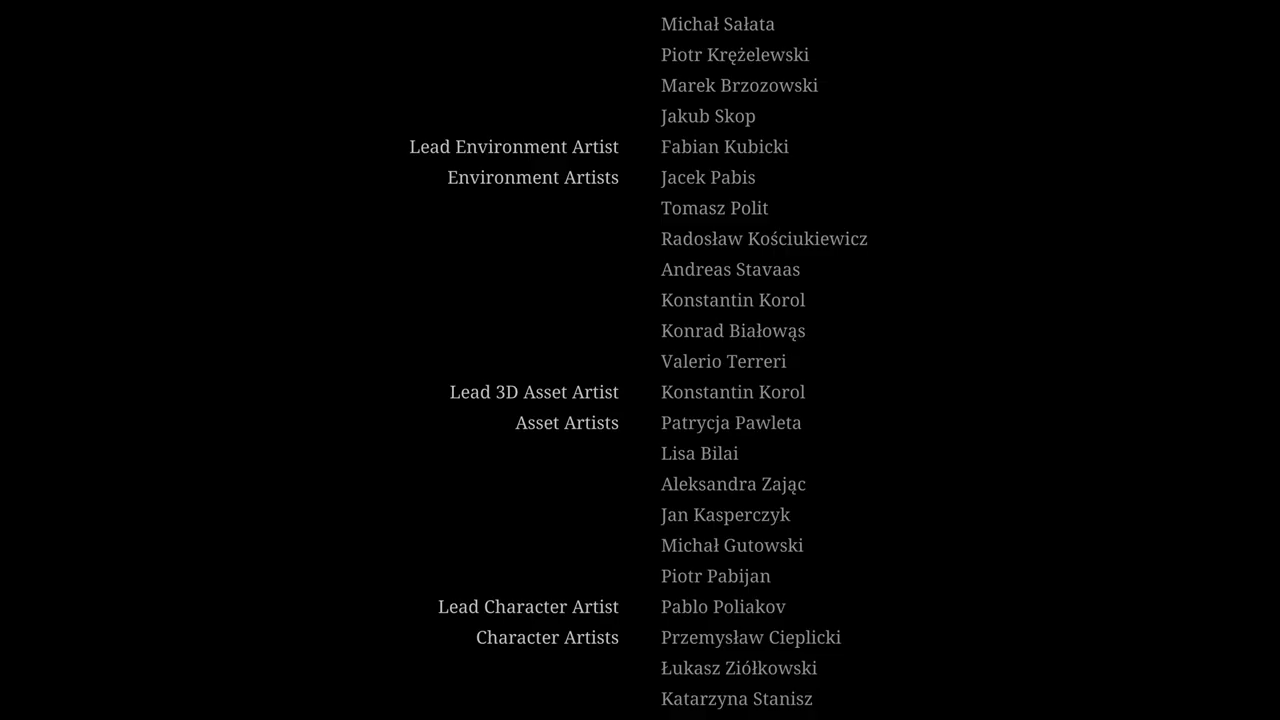 Michał Sałata
Piotr Krężelewski
Marek Brzozowski
Jakub Skop
Lead Environment Artist Fabian Kubicki
Environment Artists Jacek Pabis
Tomasz Polit
Radosław Kościukiewicz
Andreas Stavaas
Konstantin Korol
Konrad Białowąs
Valerio Terreri
Lead 3D Asset Artist Konstantin Korol
Asset Artists Patrycja Pawleta
Lisa Bilai
Aleksandra Zając
Jan Kasperczyk
Michał Gutowski
Piotr Pabijan
Lead Character Artist Pablo Poliakov
Character Artists Przemysław Cieplicki
Łukasz Ziółkowski
Katarzyna Stanisz